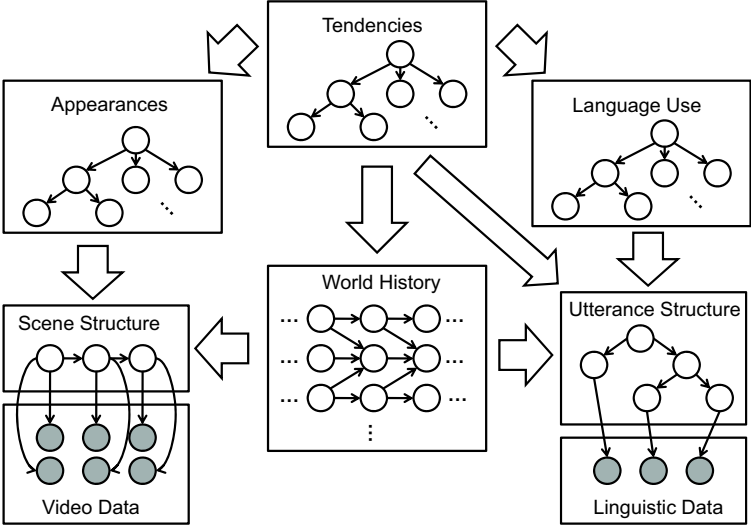 Tendencies
Appearances
Language Use
World History
Scene Structure
Utterance Structure
Video Data
Linguistic Data